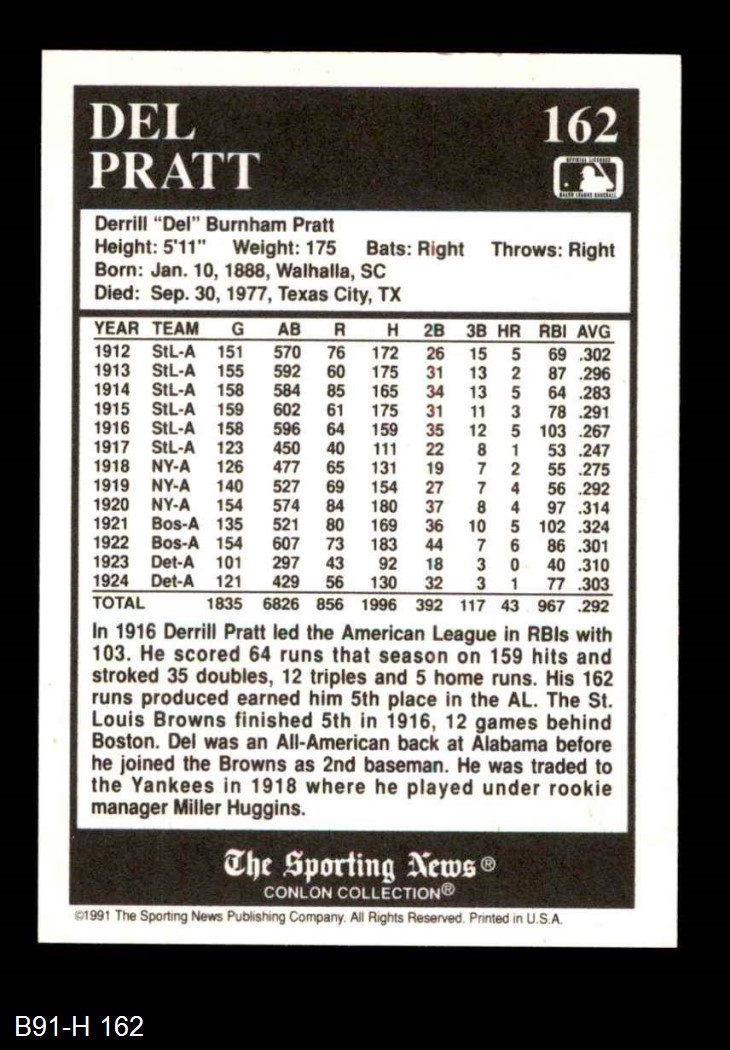 DEL
PRATT
162
OFFICIAL LICENSEE
MAJOR LEAGUE BASEBALL
Derrill “Del” Burnham Pratt
Height: 5'11” Weight: 175 Bats: Right Throws: Right
Born: Jan. 10, 1888, Walhalla, SC
Died: Sep. 30, 1977, Texas City, TX
YEAR TEAM G AB R H 2B 3B HR RBI AVG
1912 StL-A 151 570 76 172 26 15 5 69 .302
1913 StL-A 155 592 60 175 31 13 2 87 .296
1914 StL-A 158 584 85 165 34 13 5 64 .283
1915 StL-A 159 602 61 175 31 11 3 78 .291
1916 StL-A 158 596 64 159 35 12 5 103 .267
1917 StL-A 123 450 40 111 22 8 1 53 .247
1918 NY-A 126 477 65 131 19 7 2 55 .275
1919 NY-A 140 527 69 154 27 7 4 56 .292
1920 NY-A 154 574 84 180 37 8 4 97 .314
1921 Bos-A 135 521 80 169 36 10 5 102 .324
1922 Bos-A 154 607 73 183 44 7 6 86 .301
1923 Det-A 101 297 43 92 18 3 0 40 .310
1924 Det-A 121 429 56 130 32 3 1 77 .303
TOTAL 1835 6826 856 1996 392 117 43 967 .292
In 1916 Derrill Pratt led the American League in RBIs with
103. He scored 64 runs that season on 159 hits and
stroked 35 doubles, 12 triples and 5 home runs. His 162
runs produced earned him 5th place in the AL. The St.
Louis Browns finished 5th in 1916, 12 games behind
Boston. Del was an All-American back at Alabama before
he joined the Browns as 2nd baseman. He was traded to
the Yankees in 1918 where he played under rookie
manager Miller Huggins.
The Sporting News®
CONLON COLLECTION®
©1991 The Sporting News Publishing Company. All Rights Reserved. Printed in U.S.A.
B91-H 162